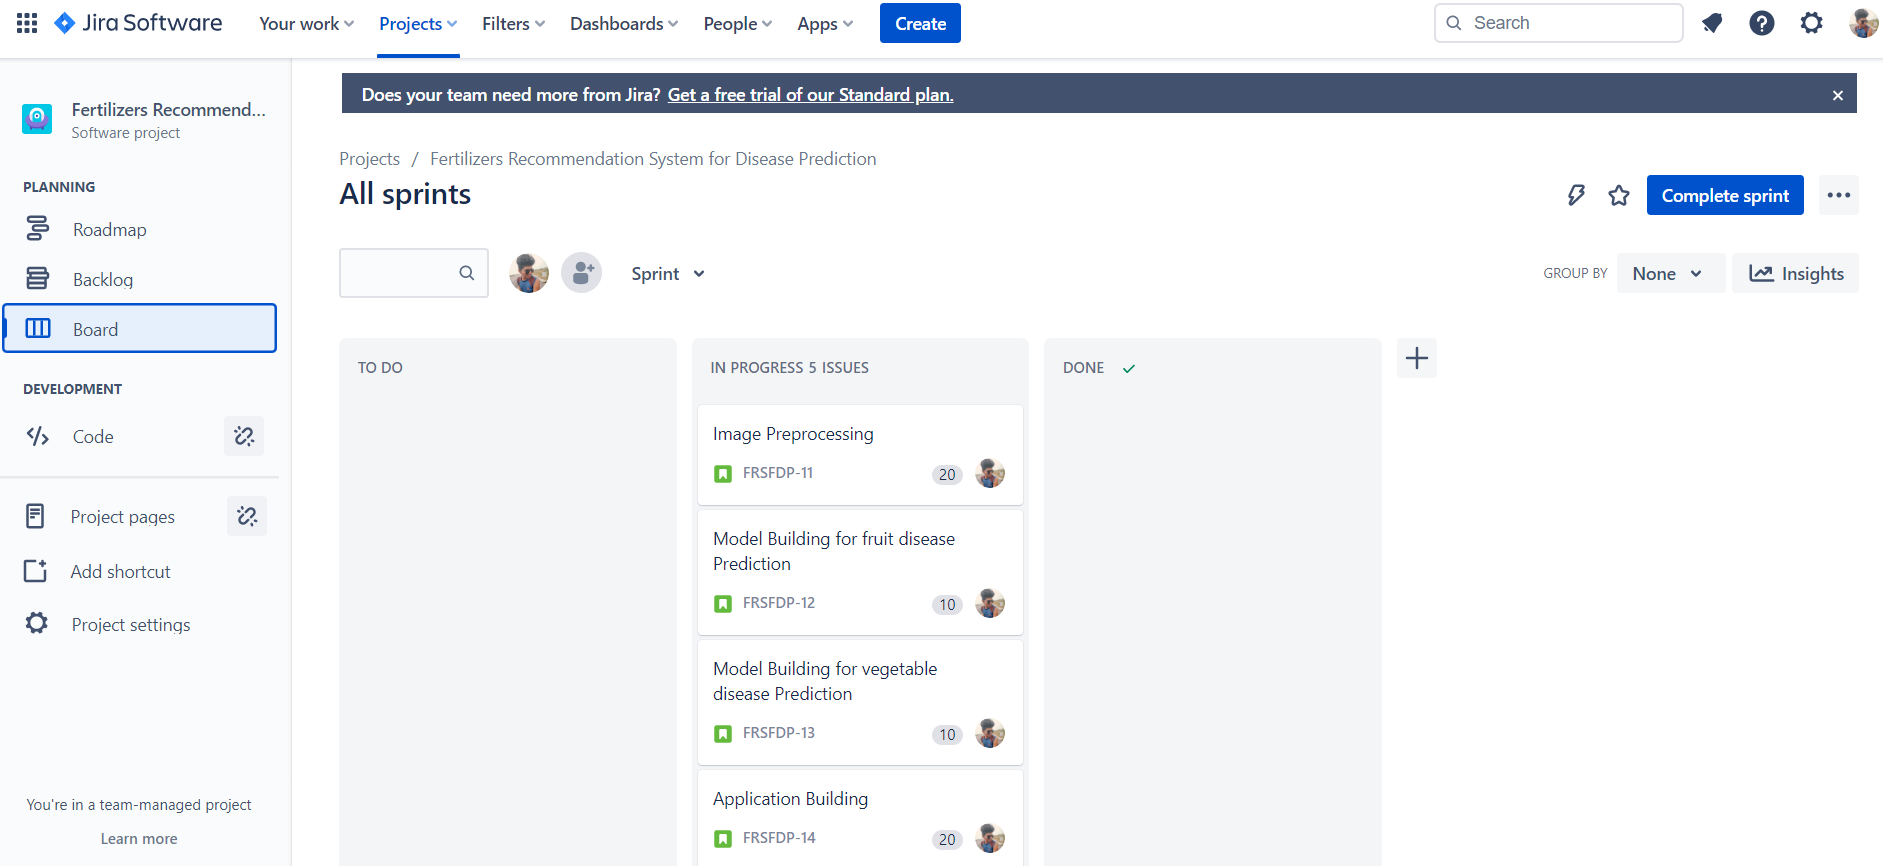 Jira Software Your work Projects Filters Dashboards People Apps Create Search
Does your team need more from Jira? Get a free trial of our Standard plan.
Fertilizers Recommend...
Software project
PLANNING
Roadmap
Backlog
Board
DEVELOPMENT
Code
Project pages
Add shortcut
Project settings
You're in a team-managed project
Learn more
Projects / Fertilizers Recommendation System for Disease Prediction
All sprints
Complete sprint
Sprint
GROUP BY None Insights
TO DO
IN PROGRESS 5 ISSUES
Image Preprocessing
FRSFDP-11 20
Model Building for fruit disease
Prediction
FRSFDP-12 10
Model Building for vegetable
disease Prediction
FRSFDP-13 10
Application Building
FRSFDP-14 20
DONE